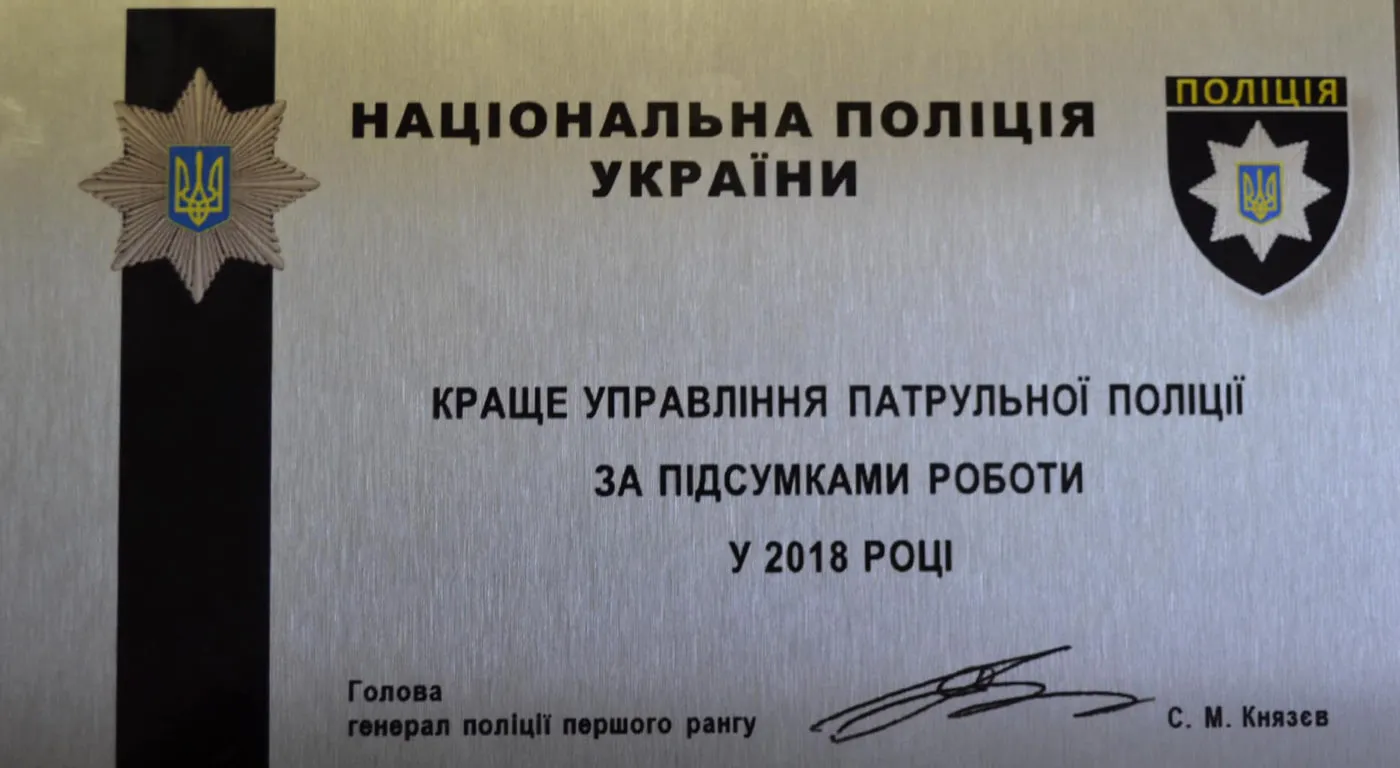 НАЦІОНАЛЬНА ПОЛІЦІЯ
УКРАЇНИ
ПОЛІЦІЯ
КРАЩЕ УПРАВЛІННЯ ПАТРУЛЬНОЇ ПОЛІЦІЇ
ЗА ПІДСУМКАМИ РОБОТИ
У 2018 РОЦІ
Голова
генерал поліції першого рангу
С. М. Князєв